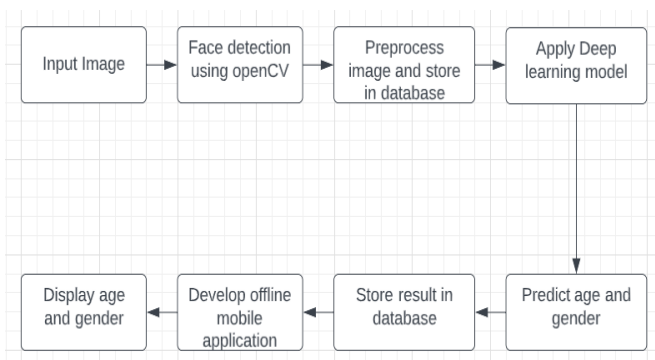 Input Image
Face detection
using openCV
Preprocess
image and store
in database
Apply Deep
learning model
Predict age and
gender
Store result in
database
Develop offline
mobile
application
Display age
and gender